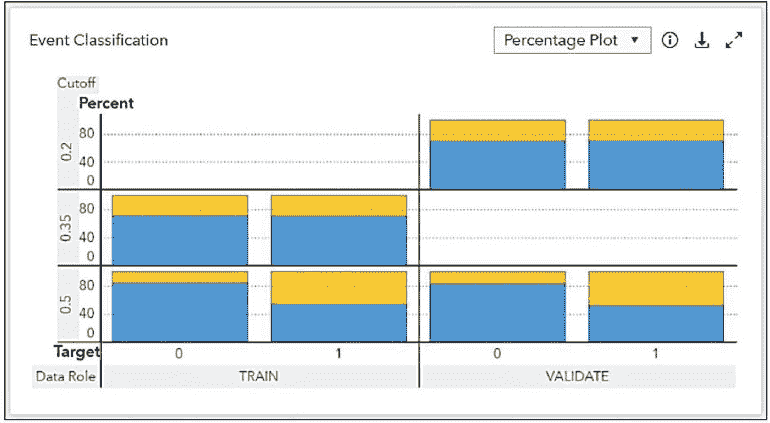 Event Classification
Percentage Plot
Cutoff
Percent
0.2
80
40
0
0.35
80
40
0
0.5
80
40
0
Target 0 1 0 1
Data Role TRAIN VALIDATE